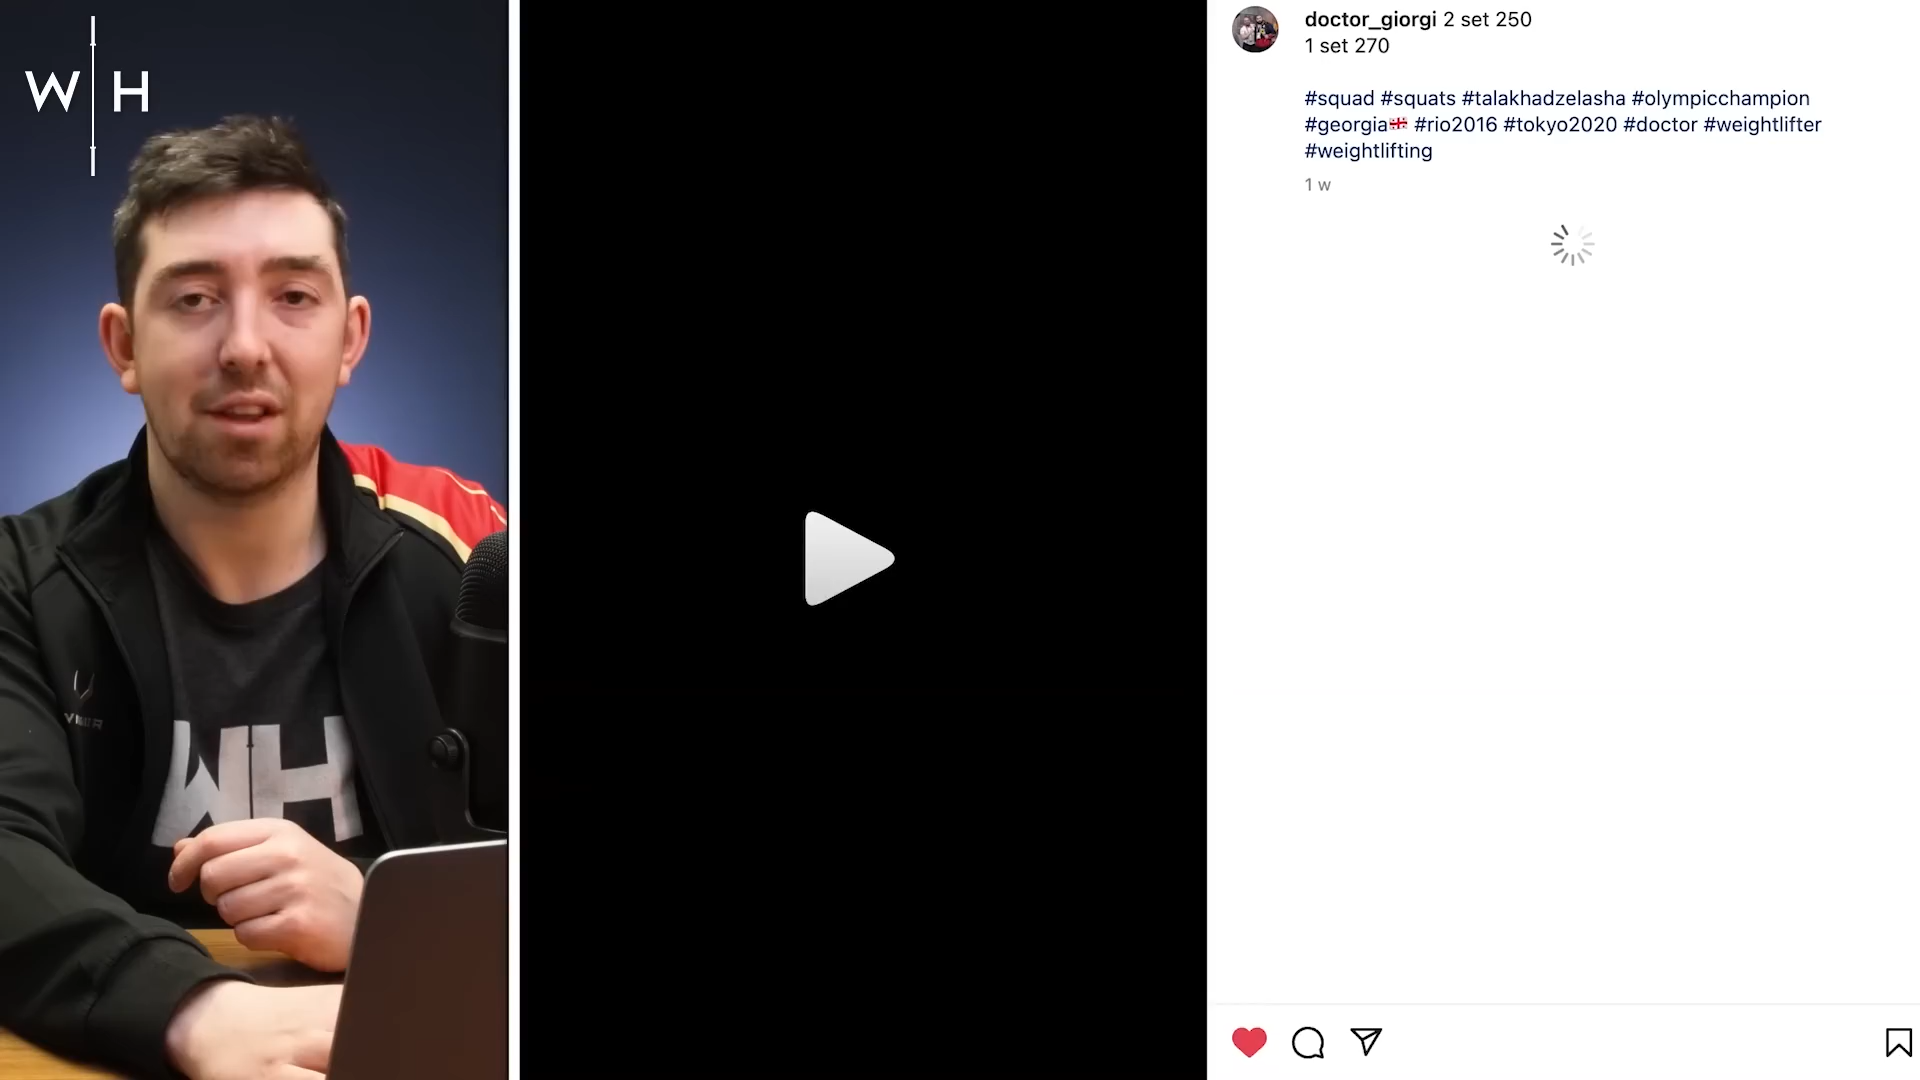 W H
doctor_giorgi 2 set 250
1 set 270
#squad #squats #talakhadzelasha #olympicchampion
#georgia🇬🇪 #rio2016 #tokyo2020 #doctor #weightlifter
#weightlifting
1 w
WH